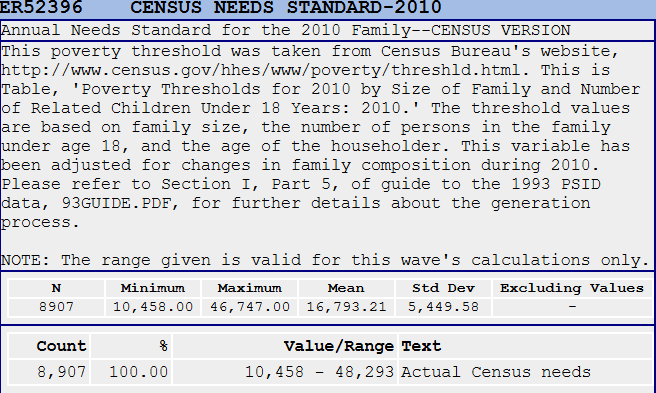 ER52396 CENSUS NEEDS STANDARD-2010
Annual Needs Standard for the 2010 Family--CENSUS VERSION
This poverty threshold was taken from Census Bureau's website,
http://www.census.gov/hhes/www/poverty/threshld.html. This is
Table, 'Poverty Thresholds for 2010 by Size of Family and Number
of Related Children Under 18 Years: 2010.' The threshold values
are based on family size, the number of persons in the family
under age 18, and the age of the householder. This variable has
been adjusted for changes in family composition during 2010.
Please refer to Section I, Part 5, of guide to the 1993 PSID
data, 93GUIDE.PDF, for further details about the generation
process.
NOTE: The range given is valid for this wave's calculations only.
N Minimum Maximum Mean Std Dev Excluding Values
8907 10,458.00 46,747.00 16,793.21 5,449.58 -
Count % Value/Range Text
8,907 100.00 10,458 - 48,293 Actual Census needs